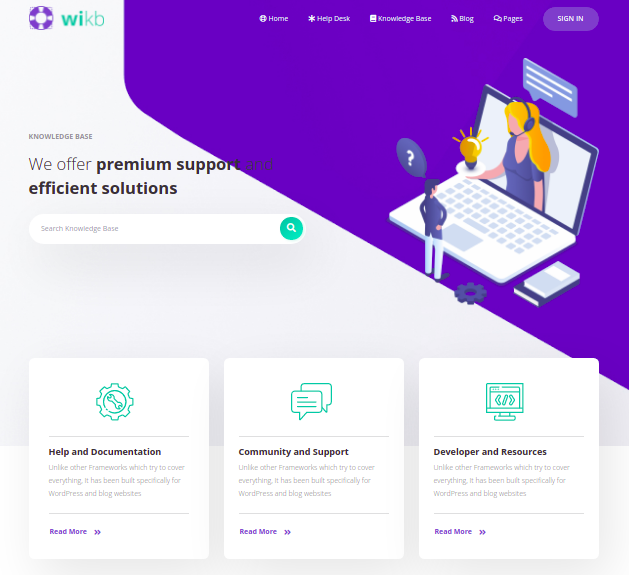 wikb
Home Help Desk Knowledge Base Blog Pages SIGN IN
KNOWLEDGE BASE
We offer premium support and
efficient solutions
Search Knowledge Base
?
</>
Help and Documentation
Unlike other Frameworks which try to cover
everything, it has been built specifically for
WordPress and blog websites
Read More »
Community and Support
Unlike other Frameworks which try to cover
everything, it has been built specifically for
WordPress and blog websites
Read More »
Developer and Resources
Unlike other Frameworks which try to cover
everything, it has been built specifically for
WordPress and blog websites
Read More »